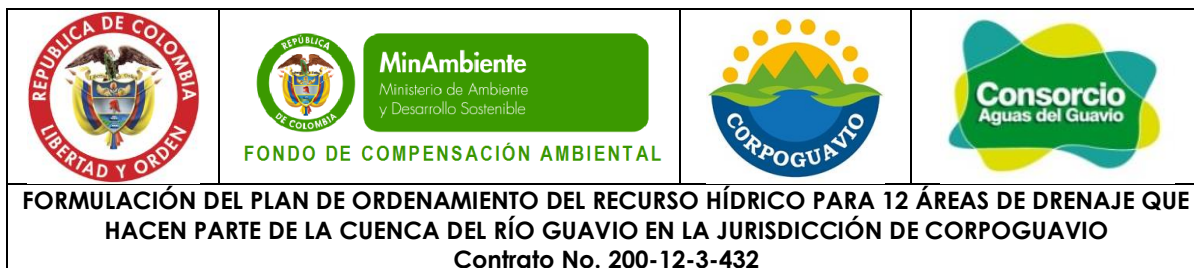 REPUBLICA DE COLOMBIA
LIBERTAD Y ORDEN
REPÚBLICA
DE COLOMBIA
MinAmbiente
Ministerio de Ambiente
y Desarrollo Sostenible
FONDO DE COMPENSACIÓN AMBIENTAL
CORPOGUAVIO
Consorcio
Aguas del Guavio
FORMULACIÓN DEL PLAN DE ORDENAMIENTO DEL RECURSO HÍDRICO PARA 12 ÁREAS DE DRENAJE QUE
HACEN PARTE DE LA CUENCA DEL RÍO GUAVIO EN LA JURISDICCIÓN DE CORPOGUAVIO
Contrato No. 200-12-3-432